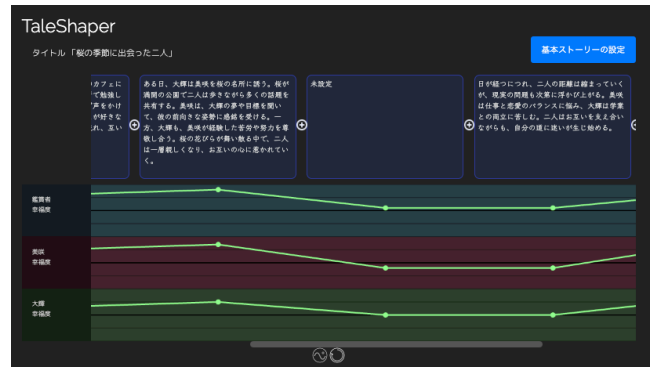 TaleShaper
タイトル 「桜の季節に出会った二人」
基本ストーリーの設定
カフェに
て勉強し
声をかけ
が好きな
れ、互い
ある日、大輝は美咲を桜の名所に誘う。桜が
満開の公園で二人は歩きながら多くの話題を
共有する。美咲は、大輝の夢や目標を聞い
て、彼の前向きな姿勢に感銘を受ける。一
方、大輝も、美咲が経験した苦労や努力を尊
敬し合う。桜の花びらが舞い散る中で、二人
は一層親しくなり、お互いの心に惹かれてい
く。
未設定
日が経つにつれ、二人の距離は縮まっていく
が、現実の問題も次第に浮かび上がる。美咲
は仕事と恋愛のバランスに悩み、大輝は学業
との両立に苦しむ。二人はお互いを支え合い
ながらも、自分の道に迷いが生じ始める。
鑑賞者
幸福度
美咲
幸福度
大輝
幸福度